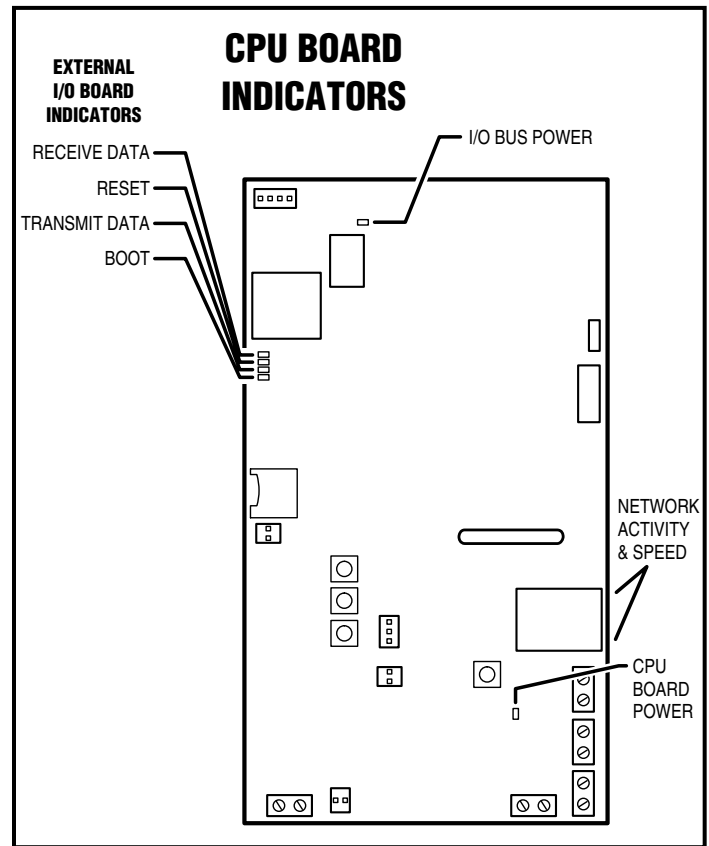 CPU BOARD
INDICATORS
EXTERNAL
I/O BOARD
INDICATORS
RECEIVE DATA
RESET
TRANSMIT DATA
BOOT
I/O BUS POWER
NETWORK
ACTIVITY
& SPEED
CPU
BOARD
POWER